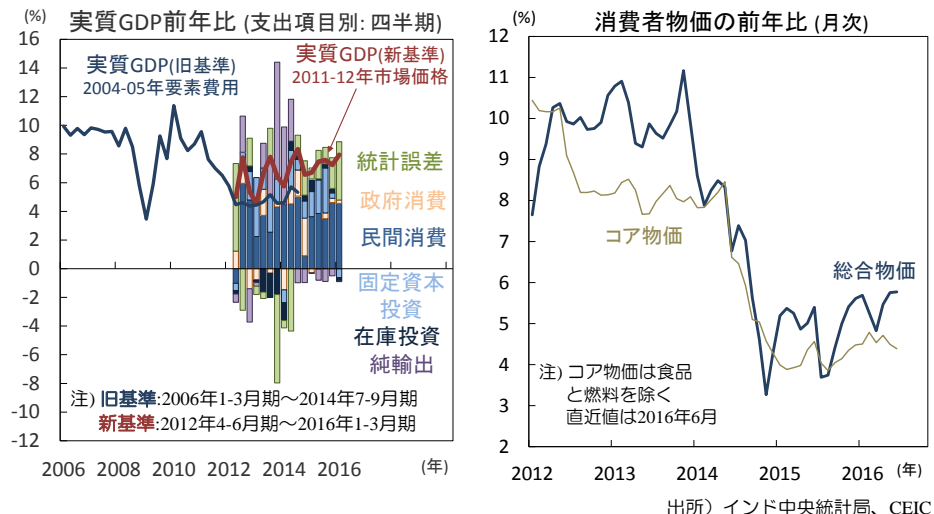 実質GDP前年比 (支出項目別: 四半期)
(%)
16
14
12
10
8
6
4
2
0
-2
-4
-6
-8
-10
-12
実質GDP(旧基準)
2004-05年要素費用
実質GDP(新基準)
2011-12年市場価格
統計誤差
政府消費
民間消費
固定資本
投資
在庫投資
純輸出
注) 旧基準:2006年1-3月期～2014年7-9月期
新基準:2012年4-6月期～2016年1-3月期
2006 2008 2010 2012 2014 2016 (年)
消費者物価の前年比 (月次)
(%)
12
11
10
9
8
7
6
5
4
3
2
コア物価
総合物価
注) コア物価は食品
と燃料を除く
直近値は2016年6月
2012 2013 2014 2015 2016 (年)
出所）インド中央統計局、CEIC